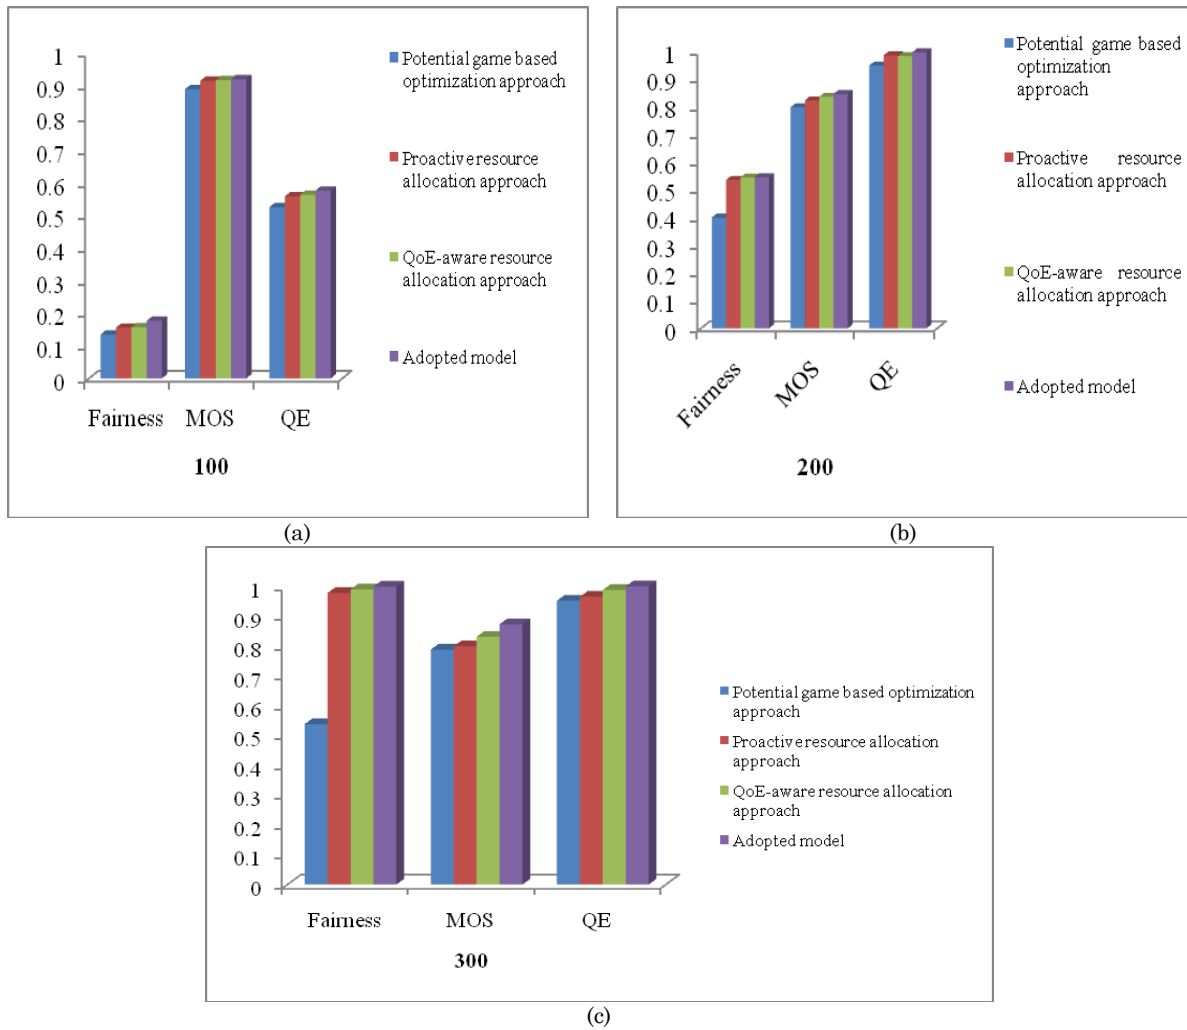 1
0.9
0.8
0.7
0.6
0.5
0.4
0.3
0.2
0.1
0
Fairness MOS QE
100
Potential game based
optimization approach
Proactive resource
allocation approach
QoE-aware resource
allocation approach
Adopted model
(a)
1
0.9
0.8
0.7
0.6
0.5
0.4
0.3
0.2
0.1
0
Fairness MOS QE
200
Potential game based
optimization
approach
Proactive resource
allocation approach
QoE-aware resource
allocation approach
Adopted model
(b)
1
0.9
0.8
0.7
0.6
0.5
0.4
0.3
0.2
0.1
0
Fairness MOS QE
300
Potential game based optimization
approach
Proactive resource allocation
approach
QoE-aware resource allocation
approach
Adopted model
(c)